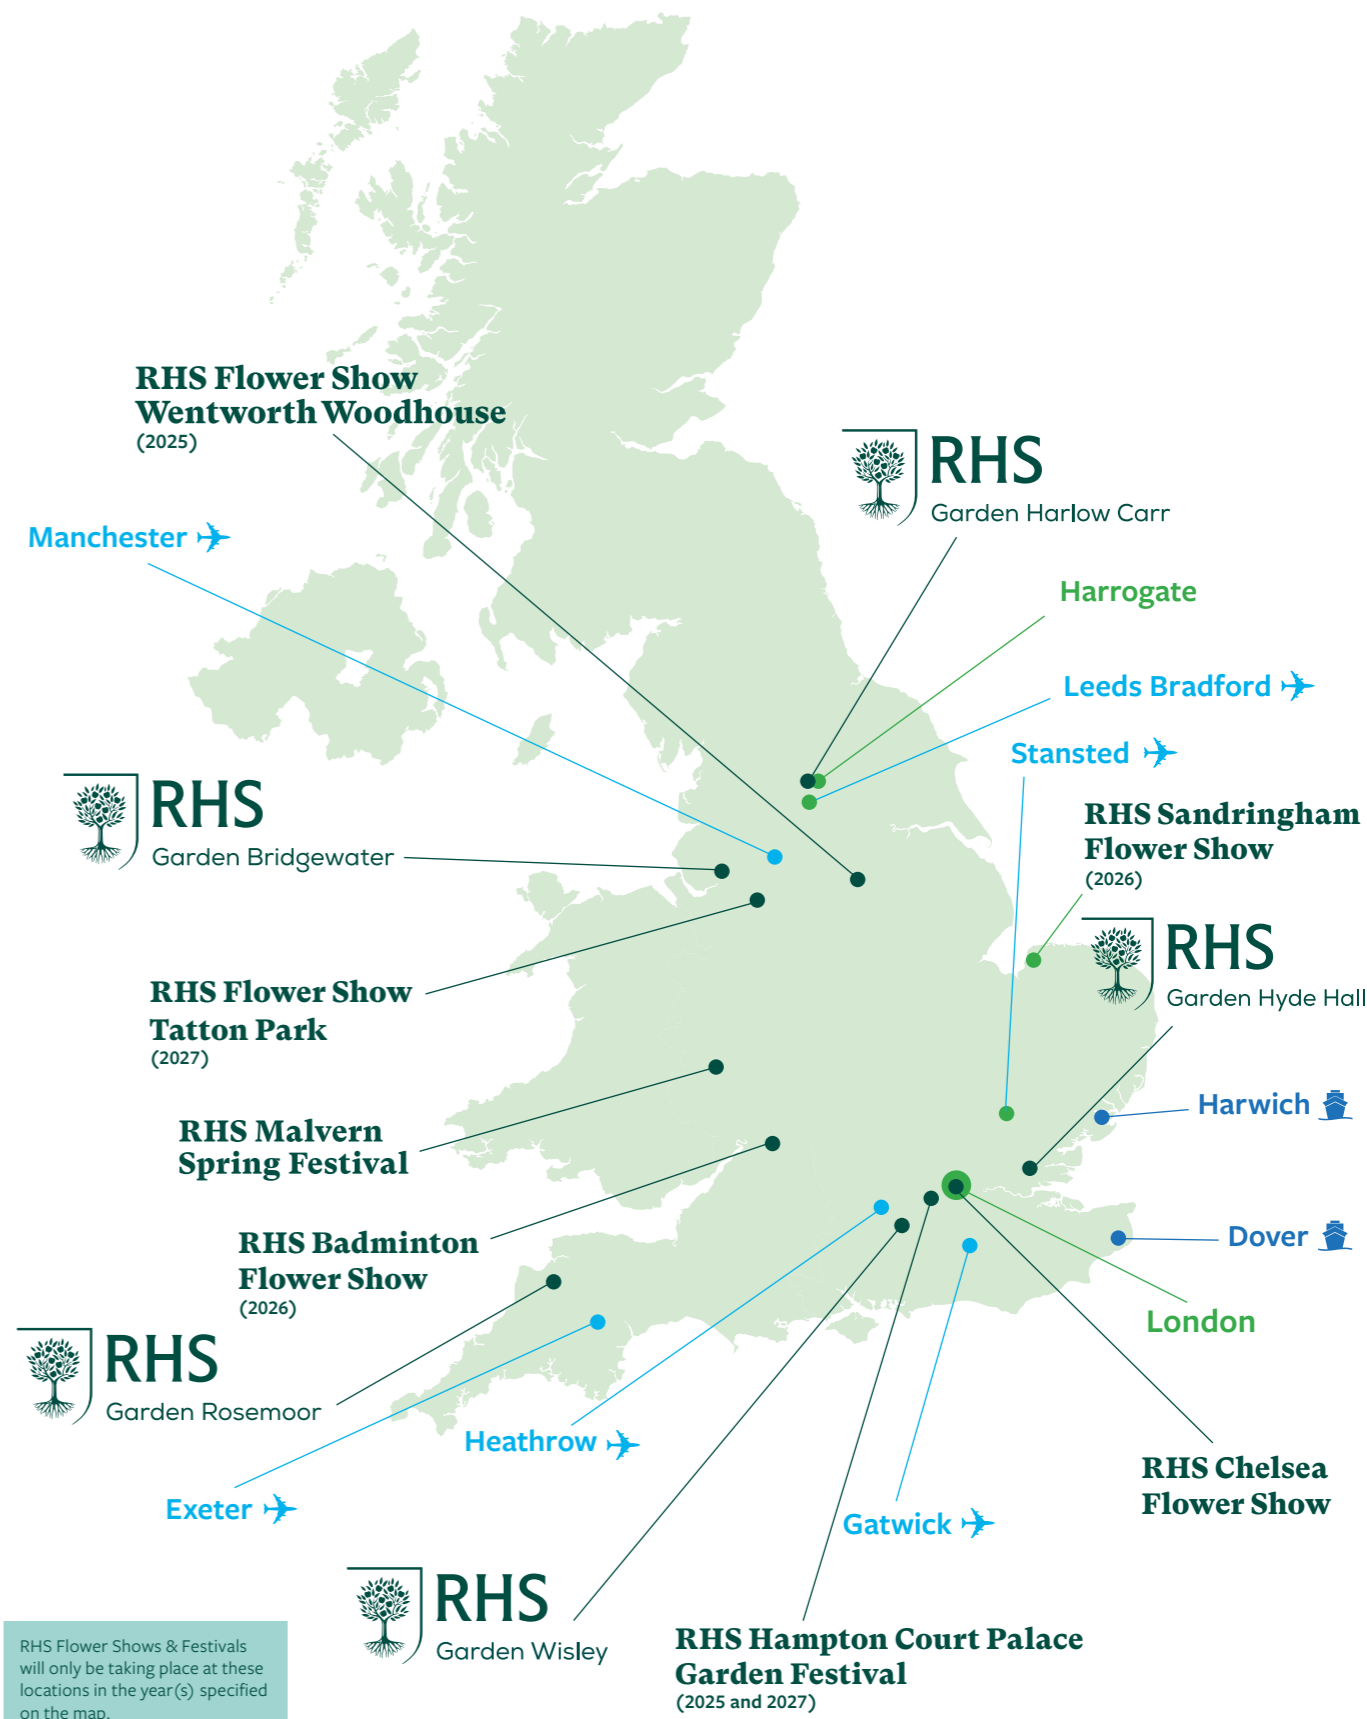 RHS Flower Show
Wentworth Woodhouse
(2025)
RHS
Garden Harlow Carr
Manchester
Harrogate
Leeds Bradford
Stansted
RHS
Garden Bridgewater
RHS Sandringham
Flower Show
(2026)
RHS
Garden Hyde Hall
RHS Flower Show
Tatton Park
(2027)
RHS Malvern
Spring Festival
Harwich
RHS Badminton
Flower Show
(2026)
Dover
London
RHS
Garden Rosemoor
Heathrow
Exeter
RHS Chelsea
Flower Show
Gatwick
RHS
Garden Wisley
RHS Hampton Court Palace
Garden Festival
(2025 and 2027)
RHS Flower Shows & Festivals
will only be taking place at these
locations in the year(s) specified
on the map.